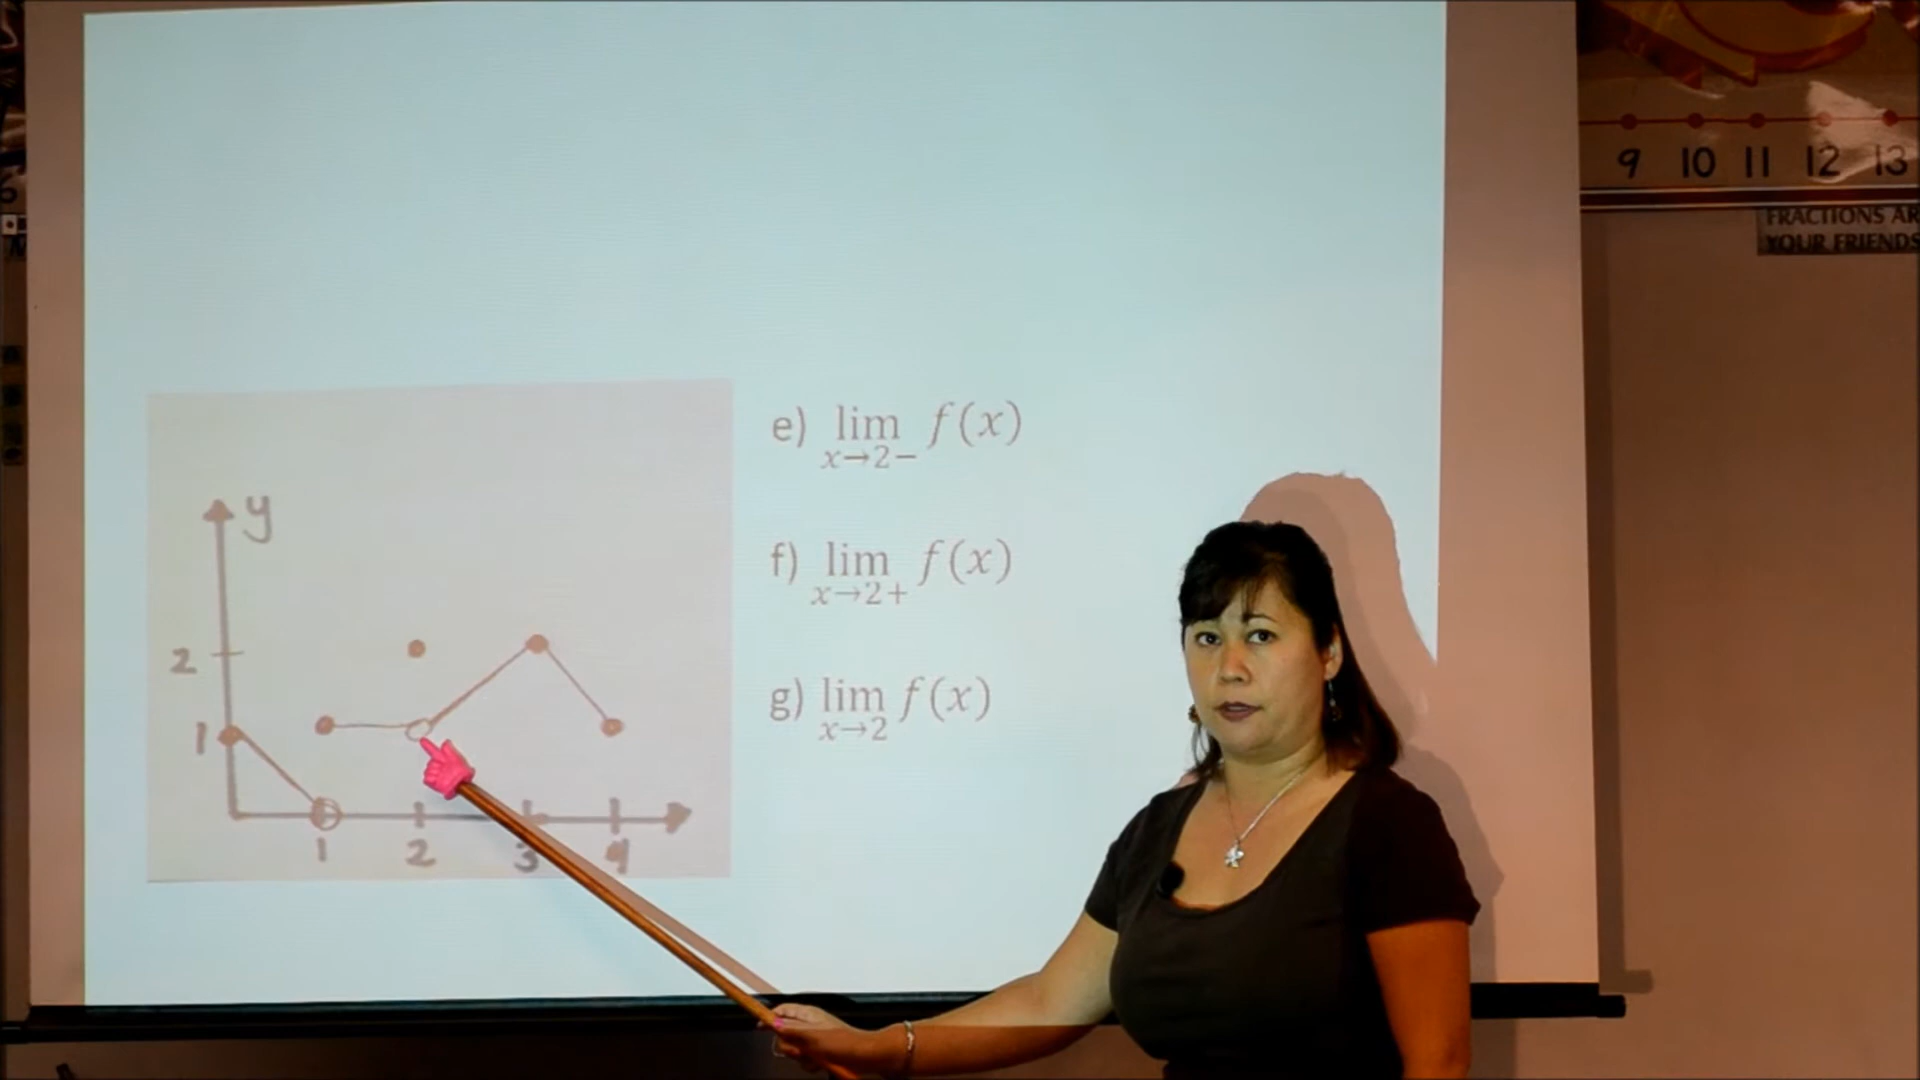 e) lim f(x)
x→2−
f) lim f(x)
x→2+
g) lim f(x)
x→2
y
2
1
1 2 3 4
9 10 11 12 13
FRACTIONS AR
YOUR FRIENDS
6